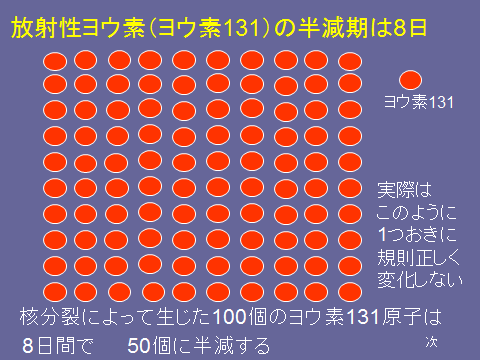 放射性ヨウ素（ヨウ素131）の半減期は8日
ヨウ素131
実際は
このように
1つおきに
規則正しく
変化しない
核分裂によって生じた100個のヨウ素131原子は
8日間で　50個に半減する
次